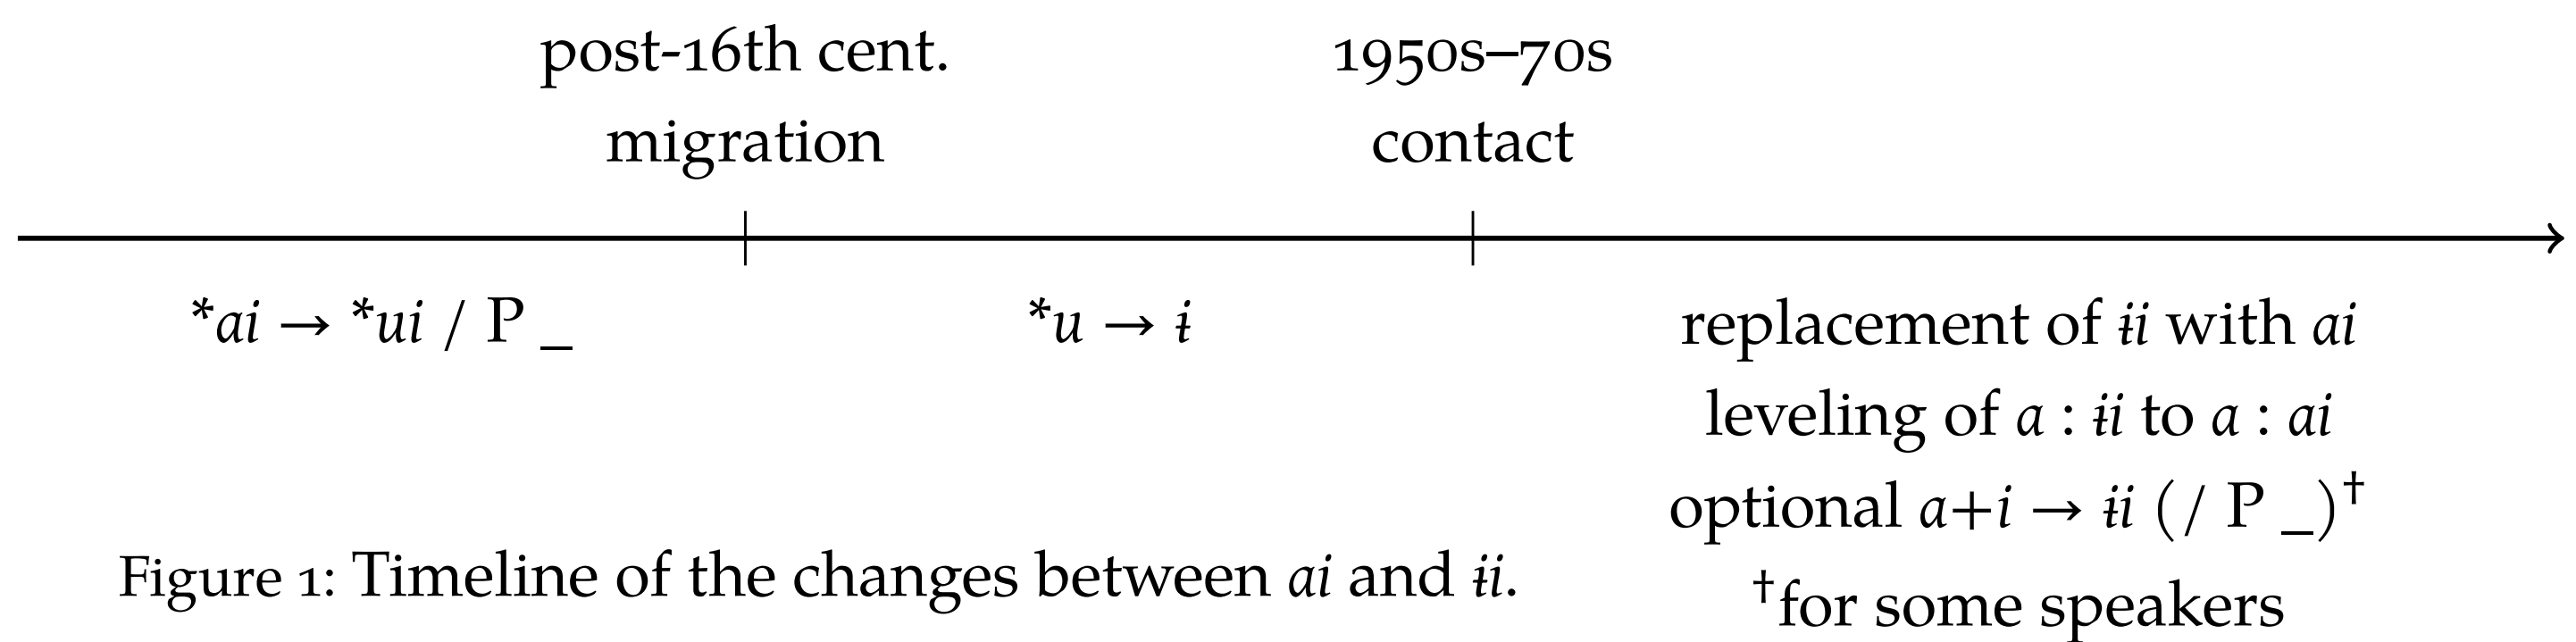 post-16th cent.
migration
1950s–70s
contact
*ai → *ui / P _
*u → ɨ
replacement of ɨi with ai
leveling of a : ɨi to a : ai
optional a+i → ɨi (/ P _)†
†for some speakers
Figure 1: Timeline of the changes between ai and ɨi.